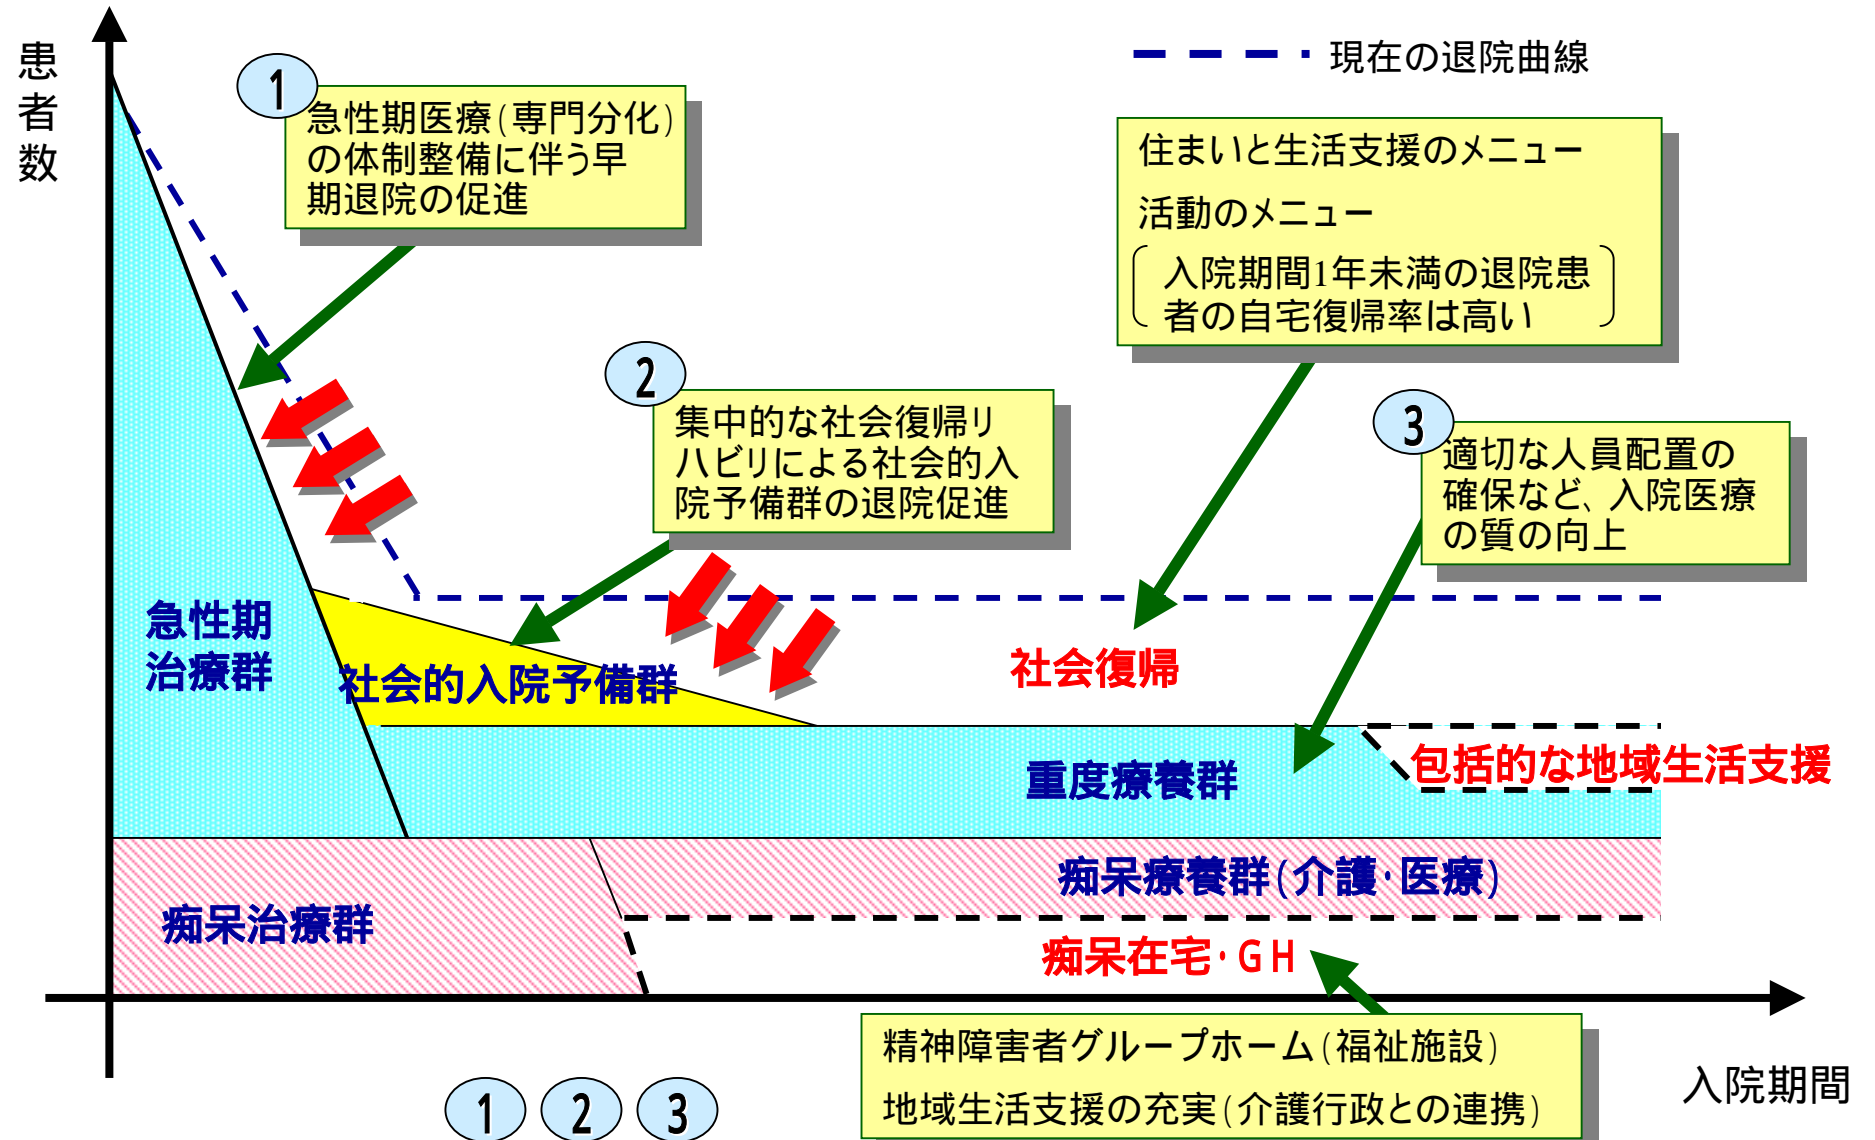 患者数
現在の退院曲線
1
急性期医療(専門分化)
の体制整備に伴う早
期退院の促進
住まいと生活支援のメニュー
活動のメニュー
入院期間1年未満の退院患
者の自宅復帰率は高い
2
集中的な社会復帰リ
ハビリによる社会的入
院予備群の退院促進
3
適切な人員配置の
確保など、入院医療
の質の向上
急性期
治療群
社会的入院予備群
社会復帰
重度療養群
包括的な地域生活支援
痴呆療養群(介護・医療)
痴呆治療群
痴呆在宅・GH
精神障害者グループホーム(福祉施設)
地域生活支援の充実(介護行政との連携)
入院期間
1 2 3